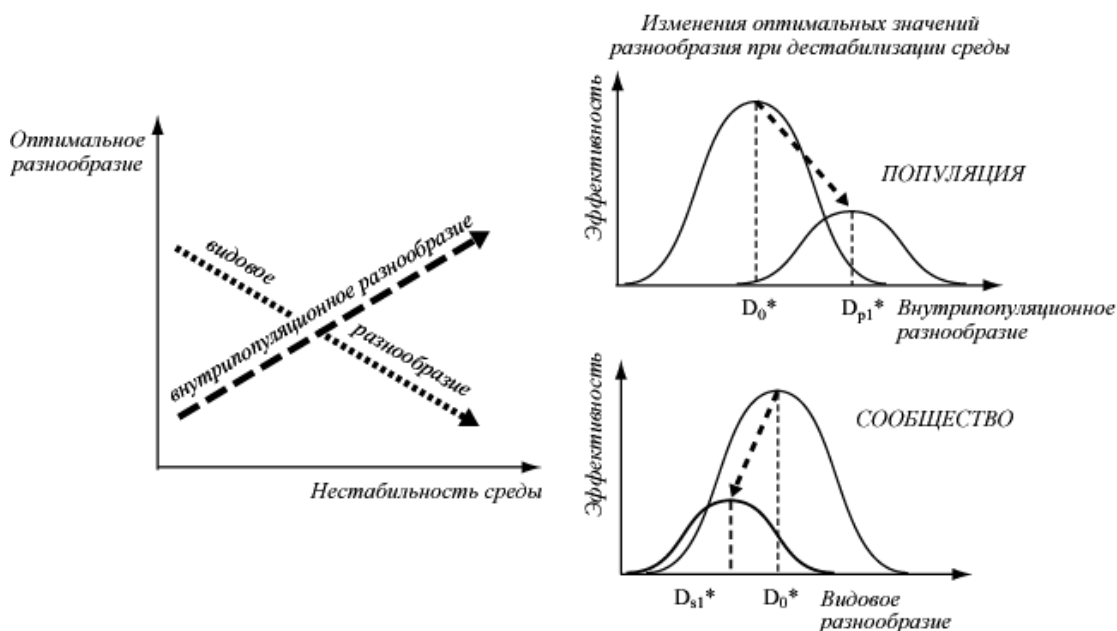 Оптимальное
разнообразие
видовое
внутрипопуляционное разнообразие
разнообразие
Нестабильность среды
Изменения оптимальных значений
разнообразия при дестабилизации среды
Эффективность
ПОПУЛЯЦИЯ
D₀* Dₚ₁* Внутрипопуляционное
разнообразие
Эффективность
СООБЩЕСТВО
Dₛ₁* D₀* Видовое
разнообразие